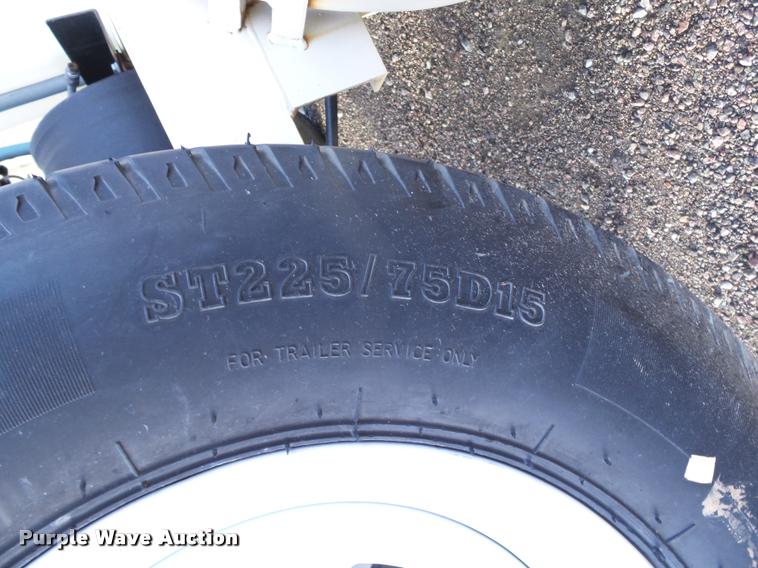 ST225/75D15
FOR TRAILER SERVICE ONLY
Purple Wave Auction